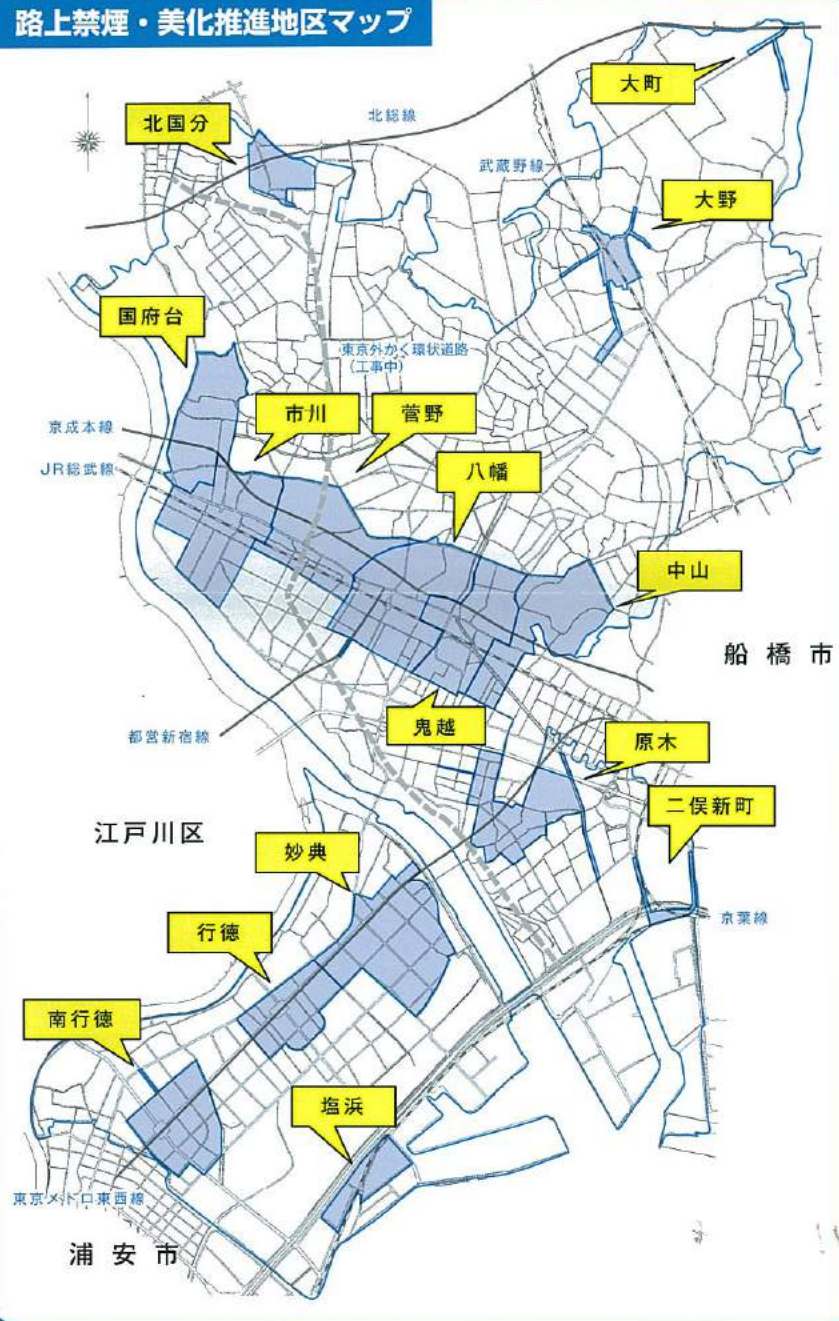 路上禁煙・美化推進地区マップ
大町
北国分
北総線
武蔵野線
大野
国府台
東京外かく環状道路
(工事中)
市川
菅野
京成本線
JR総武線
八幡
中山
船橋市
鬼越
都営新宿線
原木
二俣新町
江戸川区
妙典
京葉線
行徳
南行徳
塩浜
東京メトロ東西線
浦安市